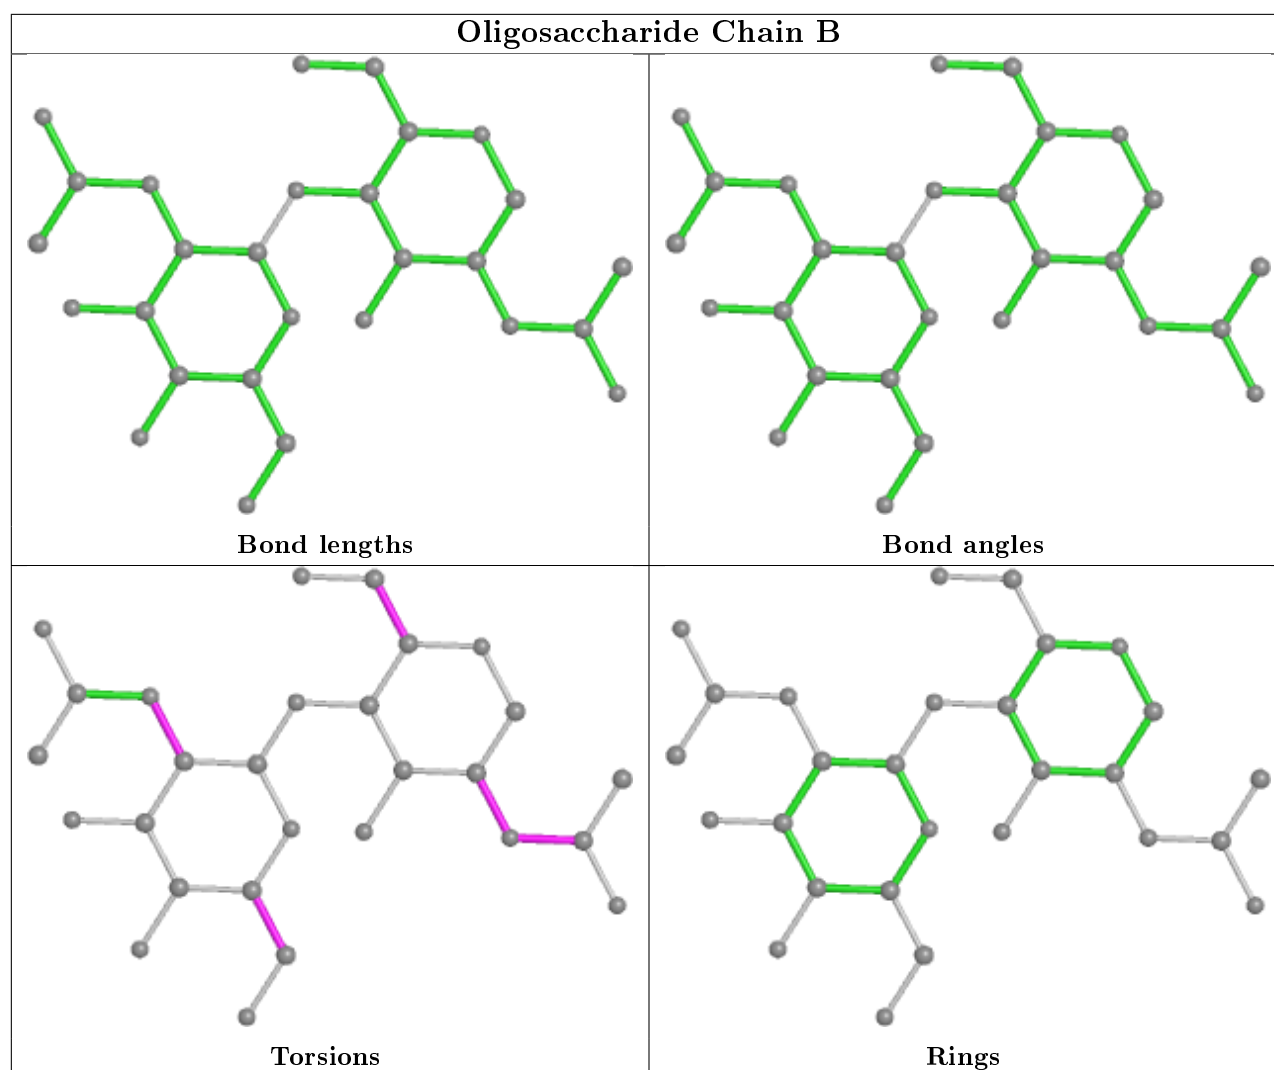 Oligosaccharide Chain B
Bond lengths
Bond angles
Torsions
Rings